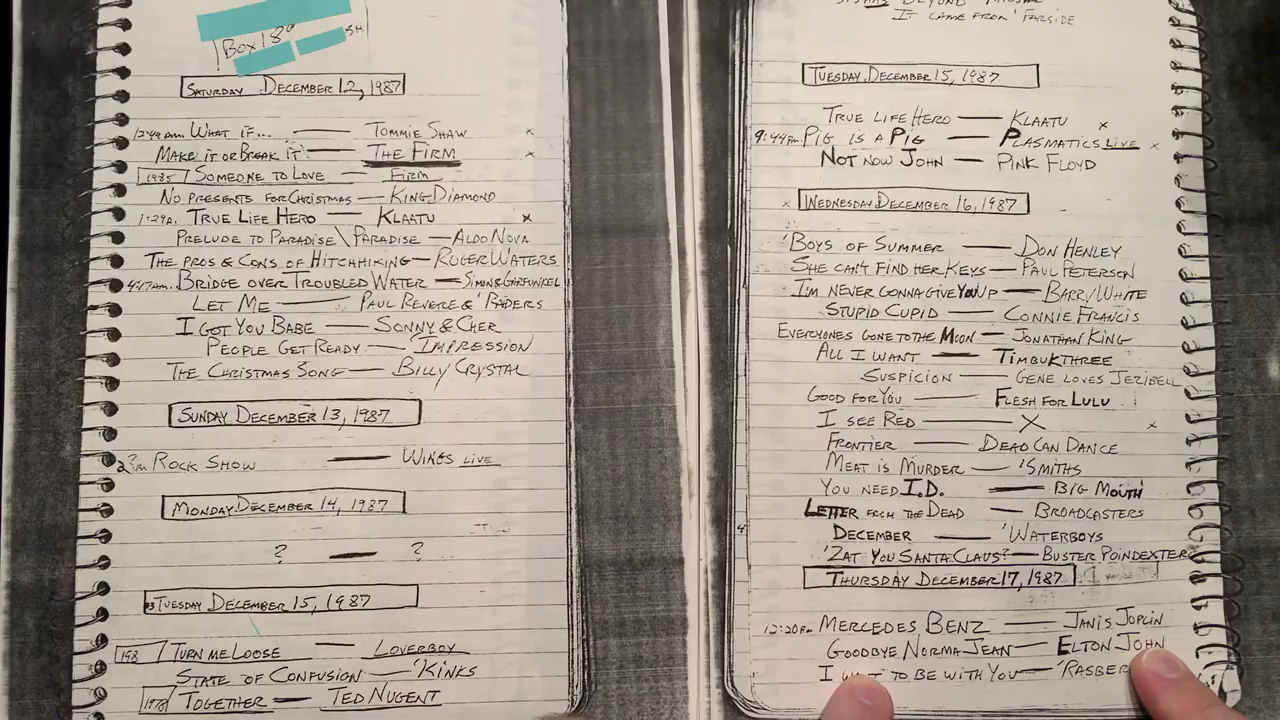 Box 180
SH
SATURDAY DECEMBER 12, 1987
12:49am. WHAT IF... — TOMMIE SHAW x
MAKE IT OR BREAK IT — THE FIRM x
1985 SOMEONE TO LOVE — FIRM
NO PRESENTS FOR CHRISTMAS — KING DIAMOND
1:29A. TRUE LIFE HERO — KLAATU x
PRELUDE TO PARADISE \ PARADISE — ALDO NOVA
THE PROS & CONS OF HITCHHIKING — ROGER WATERS
4:47am. BRIDGE OVER TROUBLED WATER — SIMON & GARFUNKEL
LET ME — PAUL REVERE & 'RAIDERS
I GOT YOU BABE — SONNY & CHER
PEOPLE GET READY — IMPRESSION
THE CHRISTMAS SONG — BILLY CRYSTAL
SUNDAY DECEMBER 13, 1987
2?PM ROCK SHOW — WINGS LIVE
MONDAY DECEMBER 14, 1987
? — ?
TUESDAY DECEMBER 15, 1987
198 TURN ME LOOSE — LOVERBOY
STATE OF CONFUSION — 'KINKS
1978 TOGETHER — TED NUGENT
BEYOND
IT CAME FROM 'FARSIDE
TUESDAY. DECEMBER 15, 1987
TRUE LIFE HERO — KLAATU x
9:44PM PIG IS A PIG — PLASMATICS LIVE x
NOT NOW JOHN — PINK FLOYD
x WEDNESDAY DECEMBER 16, 1987
'BOYS OF SUMMER — DON HENLEY
SHE CAN'T FIND HER KEYS — PAUL PETERSON
I'M NEVER GONNA GIVE YOU UP — BARRY WHITE
STUPID CUPID — CONNIE FRANCIS
EVERYONES GONE TO THE MOON — JONATHAN KING
ALL I WANT — TIMBUKTHREE
SUSPICION — GENE LOVES JEZIBELL
GOOD FOR YOU — FLESH FOR LULU
I SEE RED — X x
FRONTIER — DEAD CAN DANCE
MEAT IS MURDER — 'SMITHS
YOU NEED I.D. — BIG MOUTH
LETTER FROM THE DEAD — BROADCASTERS
DECEMBER — 'WATERBOYS
'ZAT YOU SANTA CLAUS? — BUSTER POINDEXTER
THURSDAY DECEMBER 17, 1987
12:20AM MERCEDES BENZ — JANIS JOPLIN
GOODBYE NORMA JEAN — ELTON JOHN
I WANT TO BE WITH YOU — 'RASBER